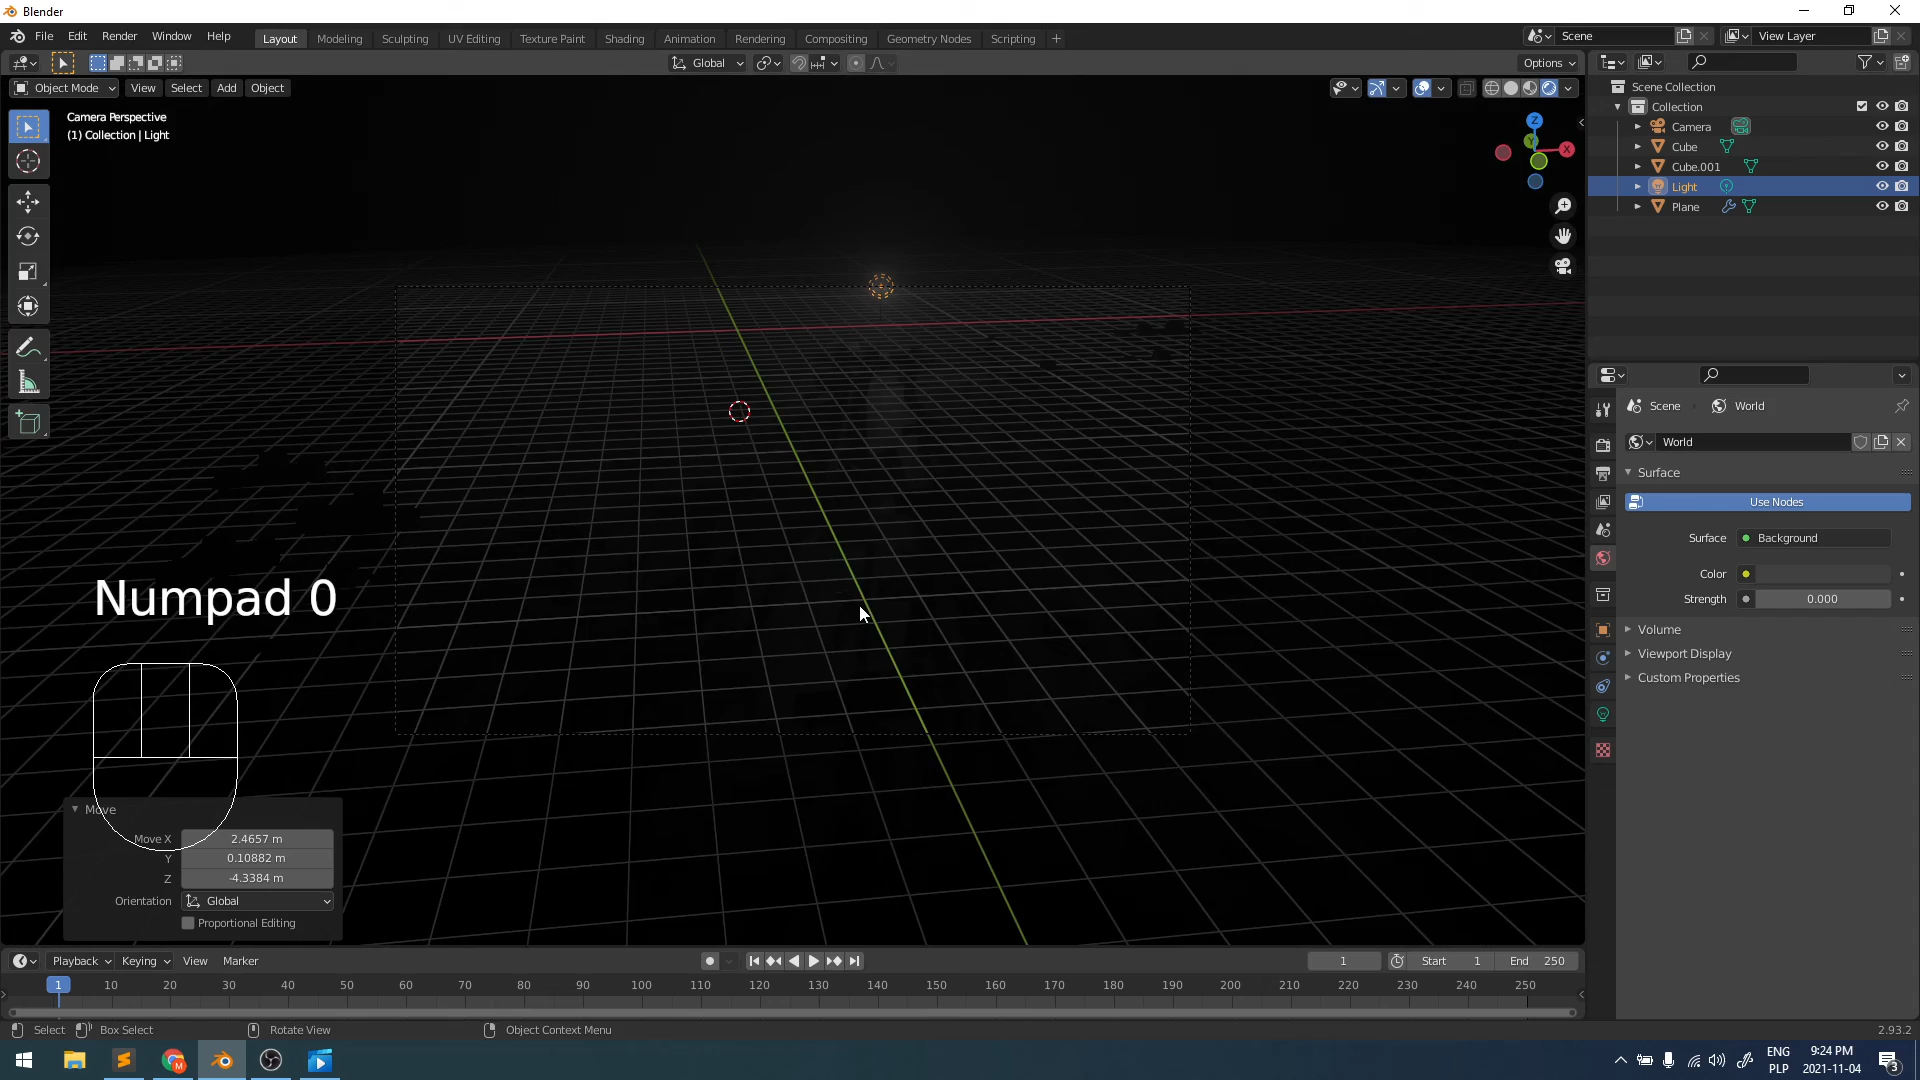 Blender
File Edit Render Window Help
Layout Modeling Sculpting UV Editing Texture Paint Shading Animation Rendering Compositing Geometry Nodes Scripting +
Scene View Layer
Global Options
Object Mode View Select Add Object
Camera Perspective
(1) Collection | Light
Z
Y
X
Scene Collection
Collection
Camera
Cube
Cube.001
Light
Plane
Scene World
World
Surface
Use Nodes
Surface Background
Color
Strength 0.000
Volume
Viewport Display
Custom Properties
Numpad 0
Move
Move X 2.4657 m
Y 0.10882 m
Z -4.3384 m
Orientation Global
Proportional Editing
Playback Keying View Marker
1 Start 1 End 250
1 10 20 30 40 50 60 70 80 90 100 110 120 130 140 150 160 170 180 190 200 210 220 230 240 250
Select Box Select Rotate View Object Context Menu 2.93.2
ENG
PLP
9:24 PM
2021-11-04
3